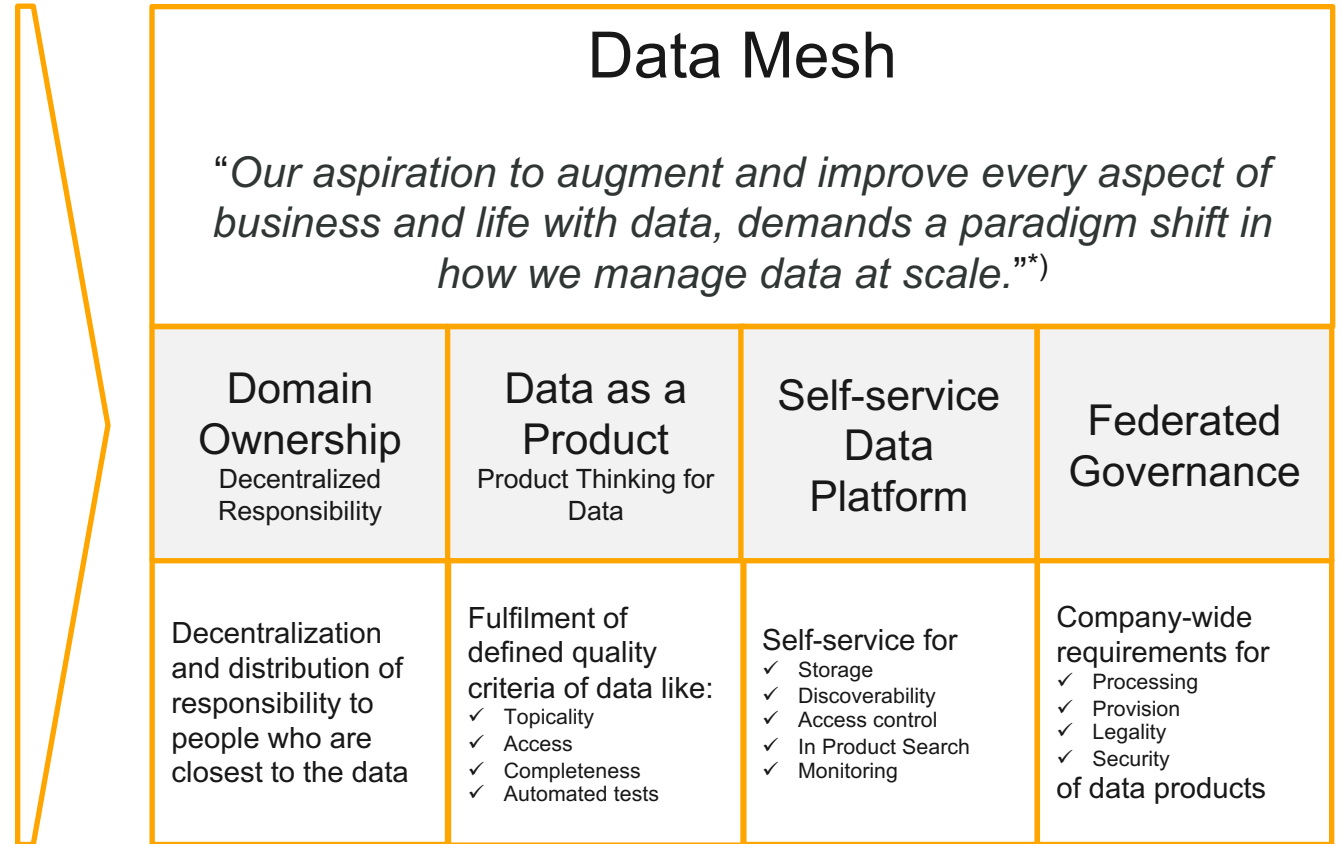 Data Mesh
“Our aspiration to augment and improve every aspect of
business and life with data, demands a paradigm shift in
how we manage data at scale.”*)
Domain
Ownership
Decentralized
Responsibility
Data as a
Product
Product Thinking for
Data
Self-service
Data
Platform
Federated
Governance
Decentralization
and distribution of
responsibility to
people who are
closest to the data
Fulfilment of
defined quality
criteria of data like:
✓ Topicality
✓ Access
✓ Completeness
✓ Automated tests
Self-service for
✓ Storage
✓ Discoverability
✓ Access control
✓ In Product Search
✓ Monitoring
Company-wide
requirements for
✓ Processing
✓ Provision
✓ Legality
✓ Security
of data products